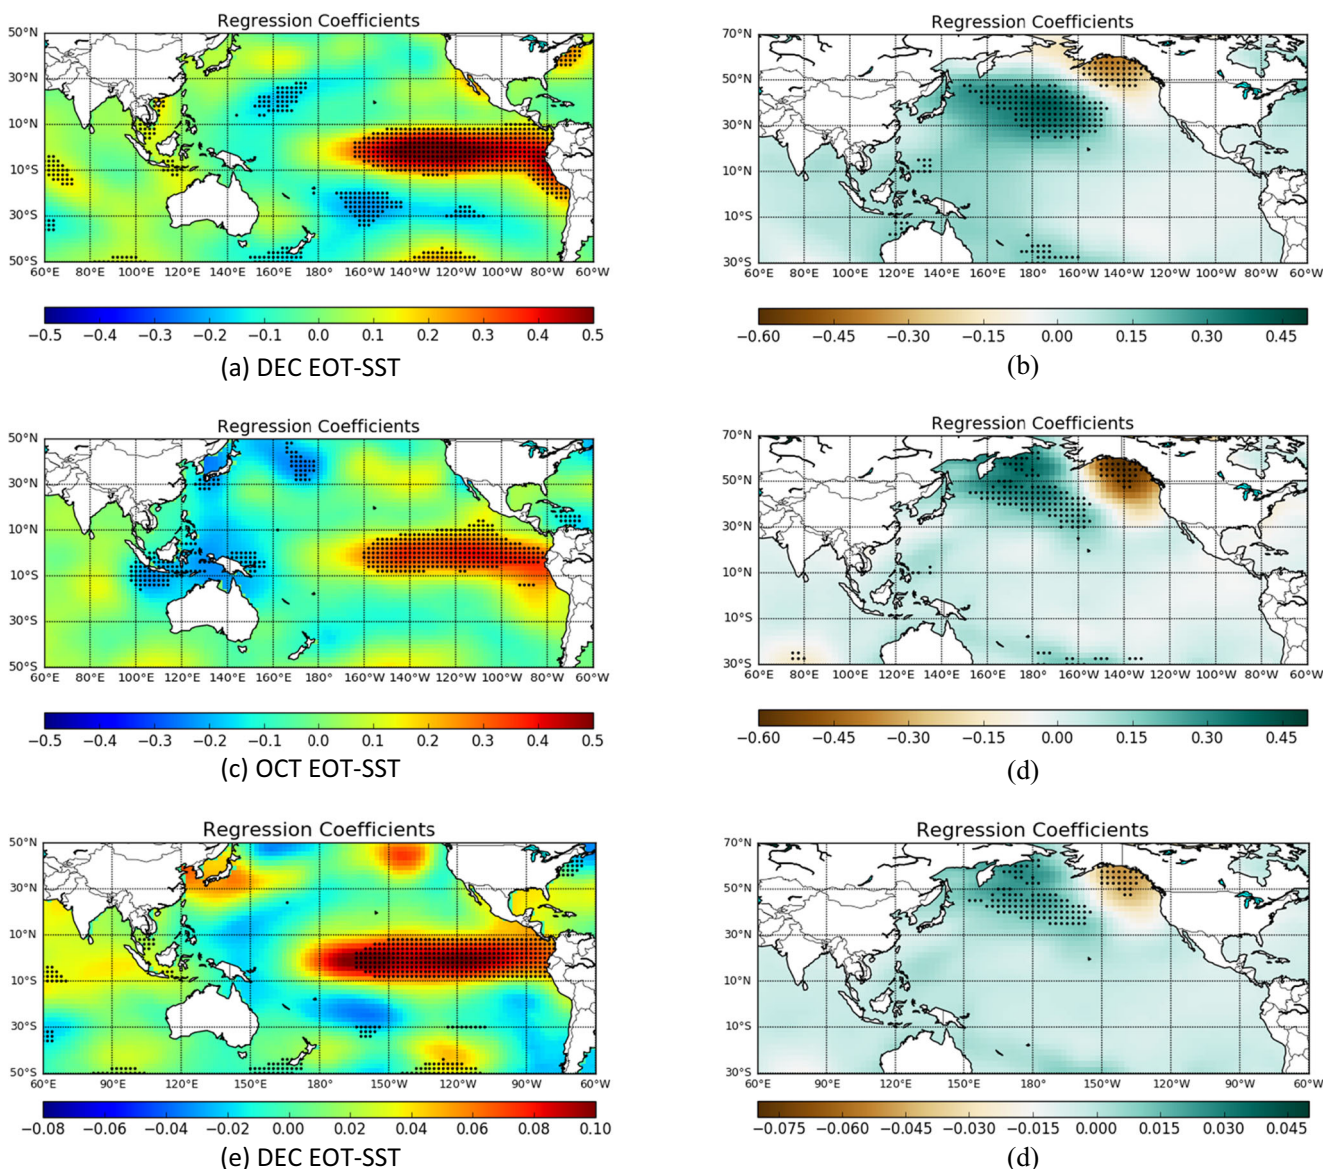 Regression Coefficients
50°N
30°N
10°N
10°S
30°S
50°S
60°E 80°E 100°E 120°E 140°E 160°E 180° 160°W 140°W 120°W 100°W 80°W 60°W
−0.5 −0.4 −0.3 −0.2 −0.1 0.0 0.1 0.2 0.3 0.4 0.5
(a) DEC EOT-SST
Regression Coefficients
70°N
50°N
30°N
10°N
10°S
30°S
60°E 80°E 100°E 120°E 140°E 160°E 180° 160°W 140°W 120°W 100°W 80°W 60°W
−0.60 −0.45 −0.30 −0.15 0.00 0.15 0.30 0.45
(b)
Regression Coefficients
50°N
30°N
10°N
10°S
30°S
50°S
60°E 80°E 100°E 120°E 140°E 160°E 180° 160°W 140°W 120°W 100°W 80°W 60°W
−0.5 −0.4 −0.3 −0.2 −0.1 0.0 0.1 0.2 0.3 0.4 0.5
(c) OCT EOT-SST
Regression Coefficients
70°N
50°N
30°N
10°N
10°S
30°S
60°E 80°E 100°E 120°E 140°E 160°E 180° 160°W 140°W 120°W 100°W 80°W 60°W
−0.60 −0.45 −0.30 −0.15 0.00 0.15 0.30 0.45
(d)
Regression Coefficients
50°N
30°N
10°N
10°S
30°S
50°S
60°E 90°E 120°E 150°E 180° 150°W 120°W 90°W 60°W
−0.08 −0.06 −0.04 −0.02 0.00 0.02 0.04 0.06 0.08 0.10
(e) DEC EOT-SST
Regression Coefficients
70°N
50°N
30°N
10°N
10°S
30°S
60°E 90°E 120°E 150°E 180° 150°W 120°W 90°W 60°W
−0.075 −0.060 −0.045 −0.030 −0.015 0.000 0.015 0.030 0.045
(d)